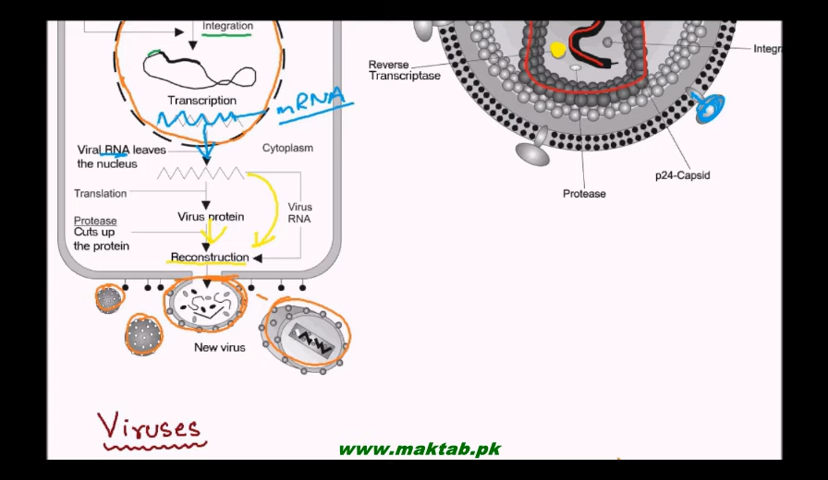 Integration
Transcription
mRNA
Viral RNA leaves
the nucleus
Cytoplasm
Translation
Virus protein
Virus
RNA
Protease
Cuts up
the protein
Reconstruction
New virus
Reverse
Transcriptase
Integr
p24-Capsid
Protease
Viruses
www.maktab.pk